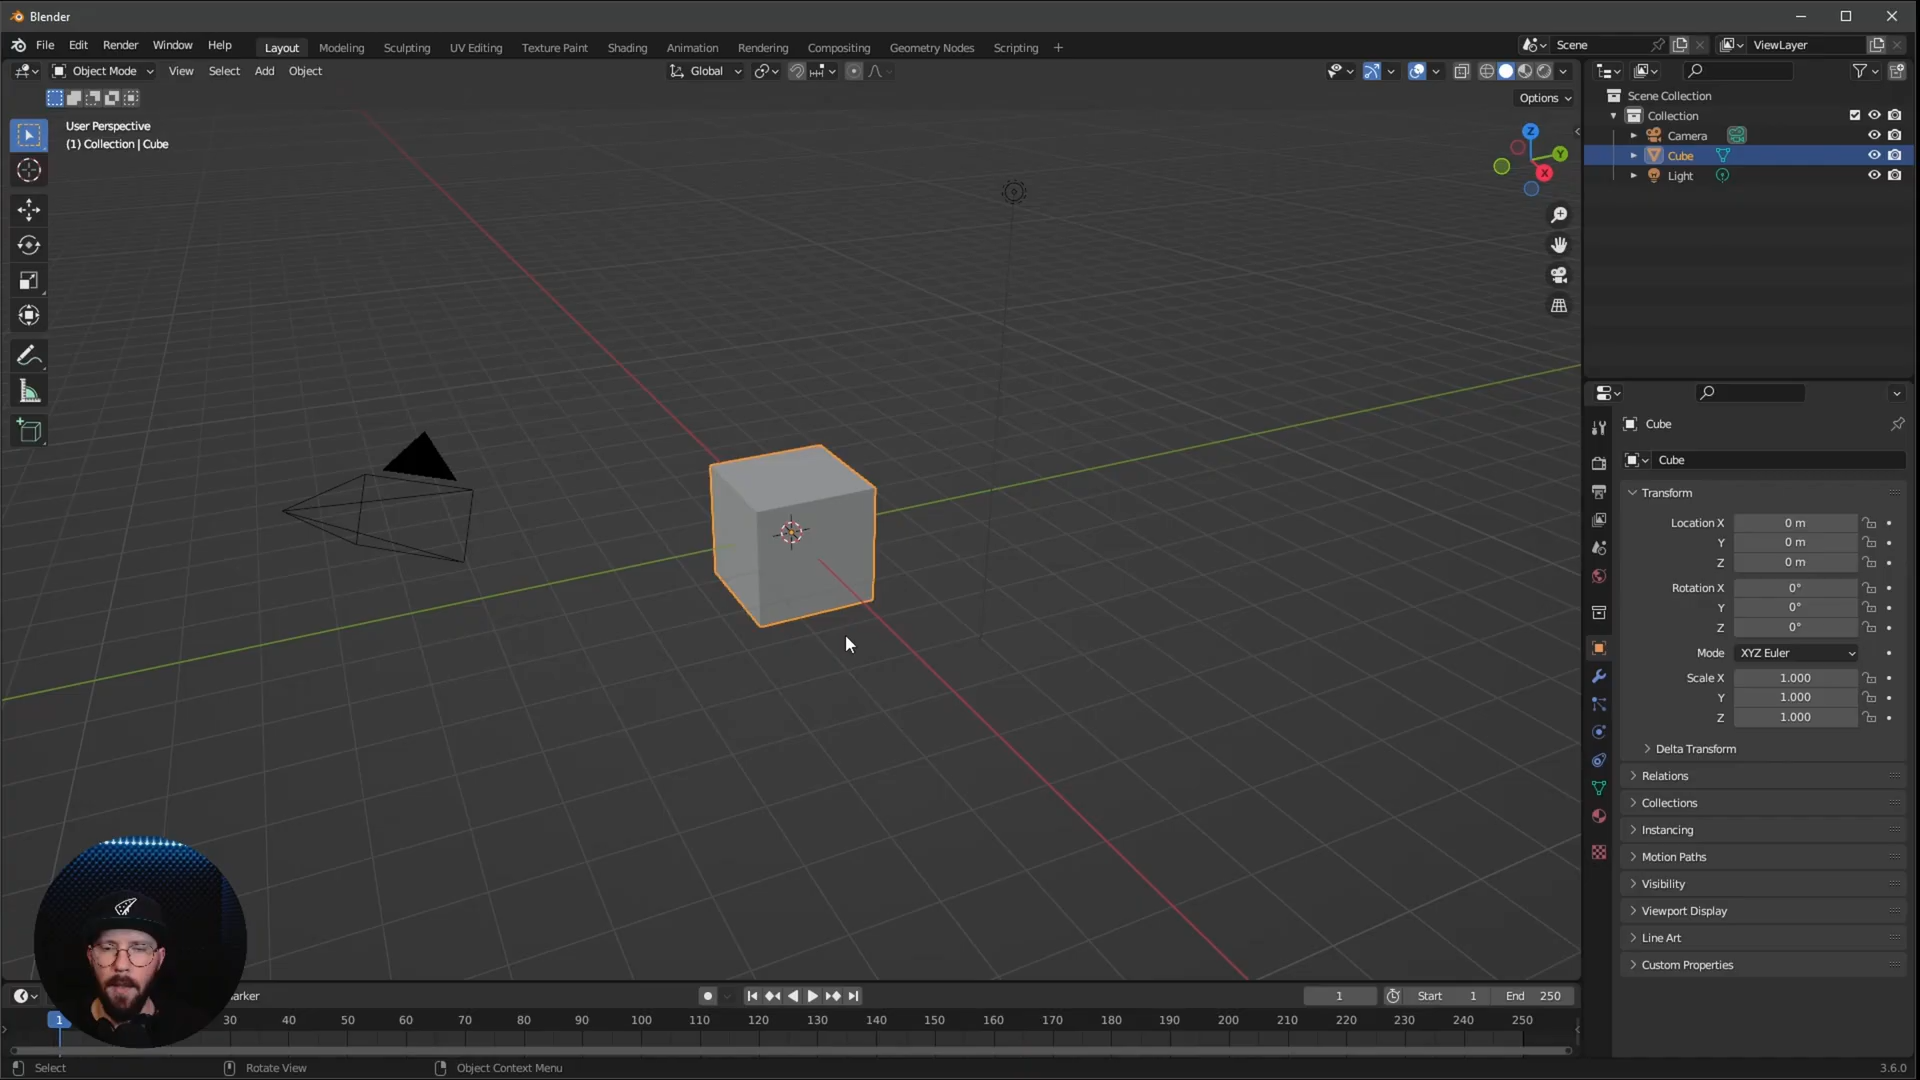 Blender
File Edit Render Window Help Layout Modeling Sculpting UV Editing Texture Paint Shading Animation Rendering Compositing Geometry Nodes Scripting + Scene ViewLayer
Object Mode View Select Add Object Global
Options
User Perspective
(1) Collection | Cube
Z
Y
X
Scene Collection
Collection
Camera
Cube
Light
Cube
Cube
Transform
Location X 0 m
Y 0 m
Z 0 m
Rotation X 0°
Y 0°
Z 0°
Mode XYZ Euler
Scale X 1.000
Y 1.000
Z 1.000
Delta Transform
Relations
Collections
Instancing
Motion Paths
Visibility
Viewport Display
Line Art
Custom Properties
arker 1 Start 1 End 250
1 30 40 50 60 70 80 90 100 110 120 130 140 150 160 170 180 190 200 210 220 230 240 250
Select Rotate View Object Context Menu 3.6.0